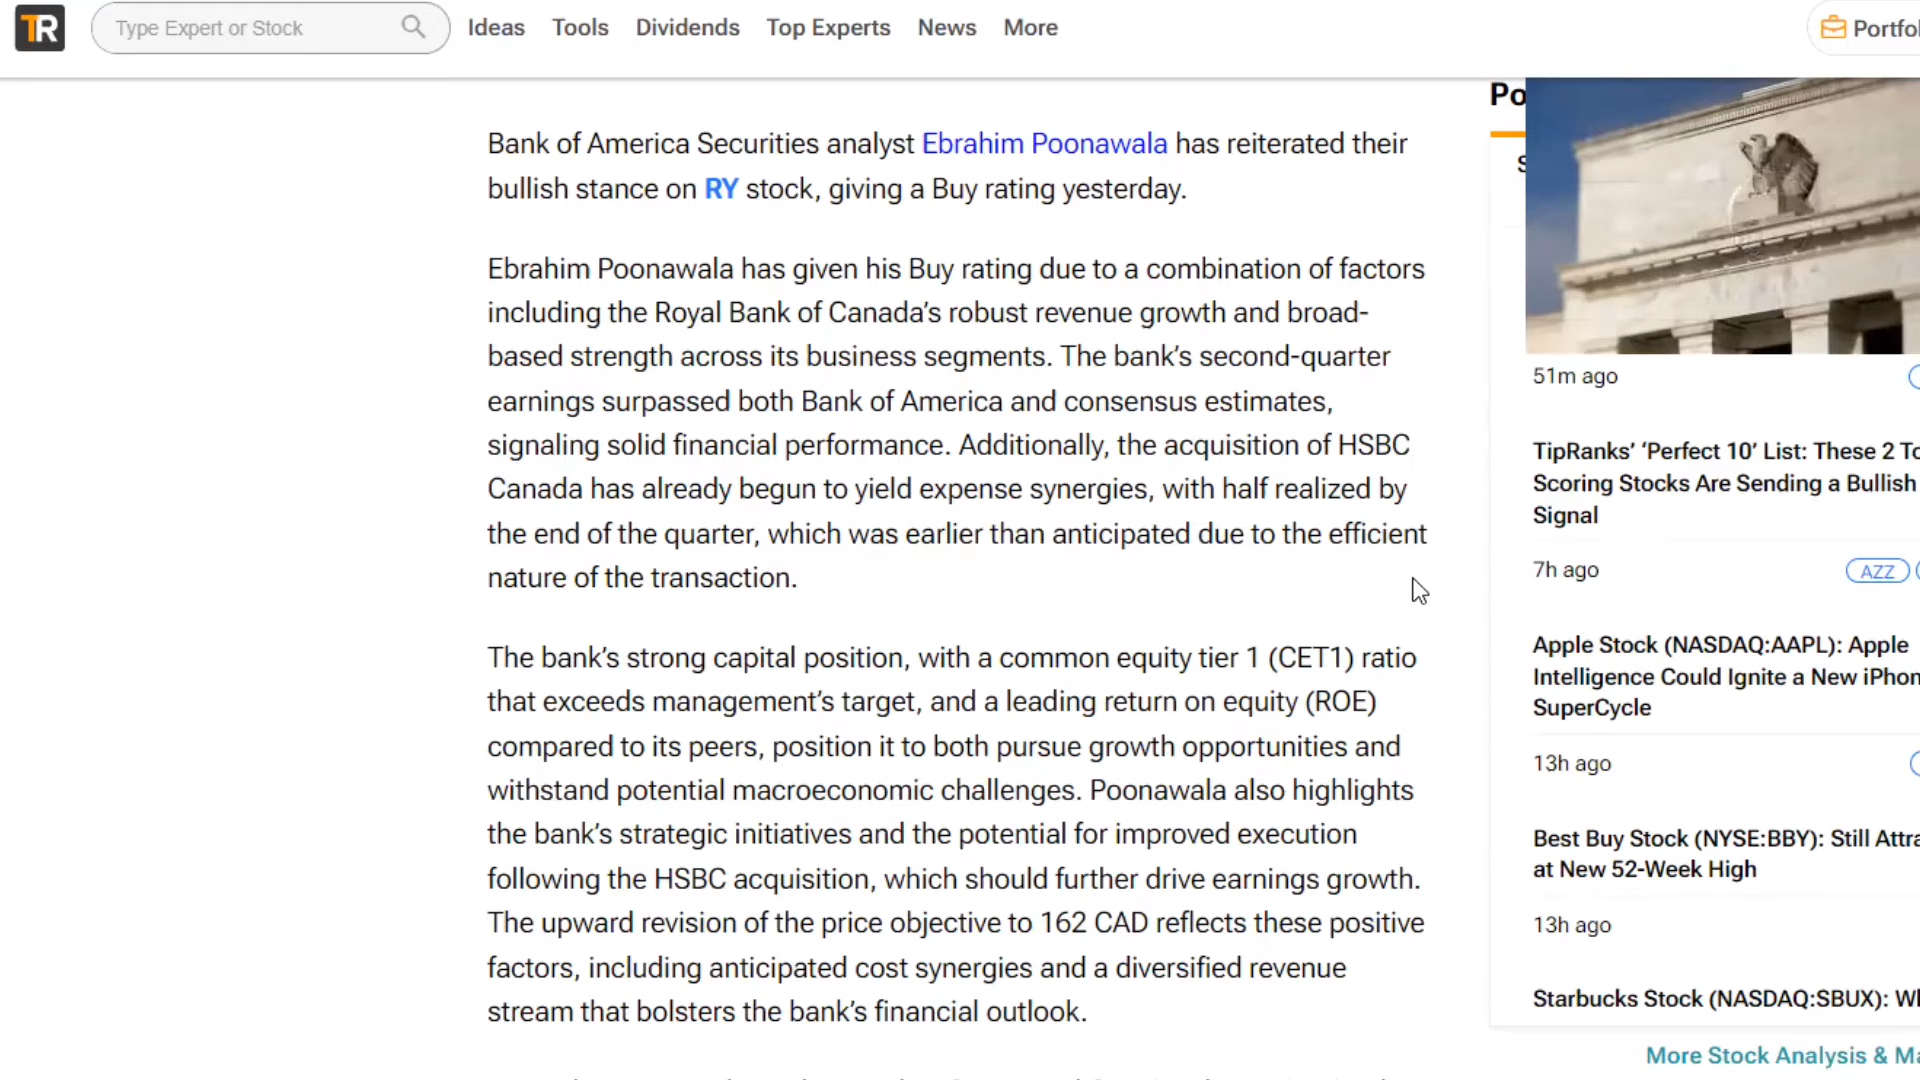 TR
Type Expert or Stock
Ideas
Tools
Dividends
Top Experts
News
More
Bank of America Securities analyst Ebrahim Poonawala has reiterated their
bullish stance on RY stock, giving a Buy rating yesterday.
Ebrahim Poonawala has given his Buy rating due to a combination of factors
including the Royal Bank of Canada’s robust revenue growth and broad-
based strength across its business segments. The bank’s second-quarter
earnings surpassed both Bank of America and consensus estimates,
signaling solid financial performance. Additionally, the acquisition of HSBC
Canada has already begun to yield expense synergies, with half realized by
the end of the quarter, which was earlier than anticipated due to the efficient
nature of the transaction.
The bank’s strong capital position, with a common equity tier 1 (CET1) ratio
that exceeds management’s target, and a leading return on equity (ROE)
compared to its peers, position it to both pursue growth opportunities and
withstand potential macroeconomic challenges. Poonawala also highlights
the bank’s strategic initiatives and the potential for improved execution
following the HSBC acquisition, which should further drive earnings growth.
The upward revision of the price objective to 162 CAD reflects these positive
factors, including anticipated cost synergies and a diversified revenue
stream that bolsters the bank’s financial outlook.
Portfol
Po
51m ago
TipRanks’ ‘Perfect 10’ List: These 2 To
Scoring Stocks Are Sending a Bullish
Signal
7h ago
AZZ
Apple Stock (NASDAQ:AAPL): Apple
Intelligence Could Ignite a New iPhon
SuperCycle
13h ago
Best Buy Stock (NYSE:BBY): Still Attra
at New 52-Week High
13h ago
Starbucks Stock (NASDAQ:SBUX): Wh
More Stock Analysis & Ma